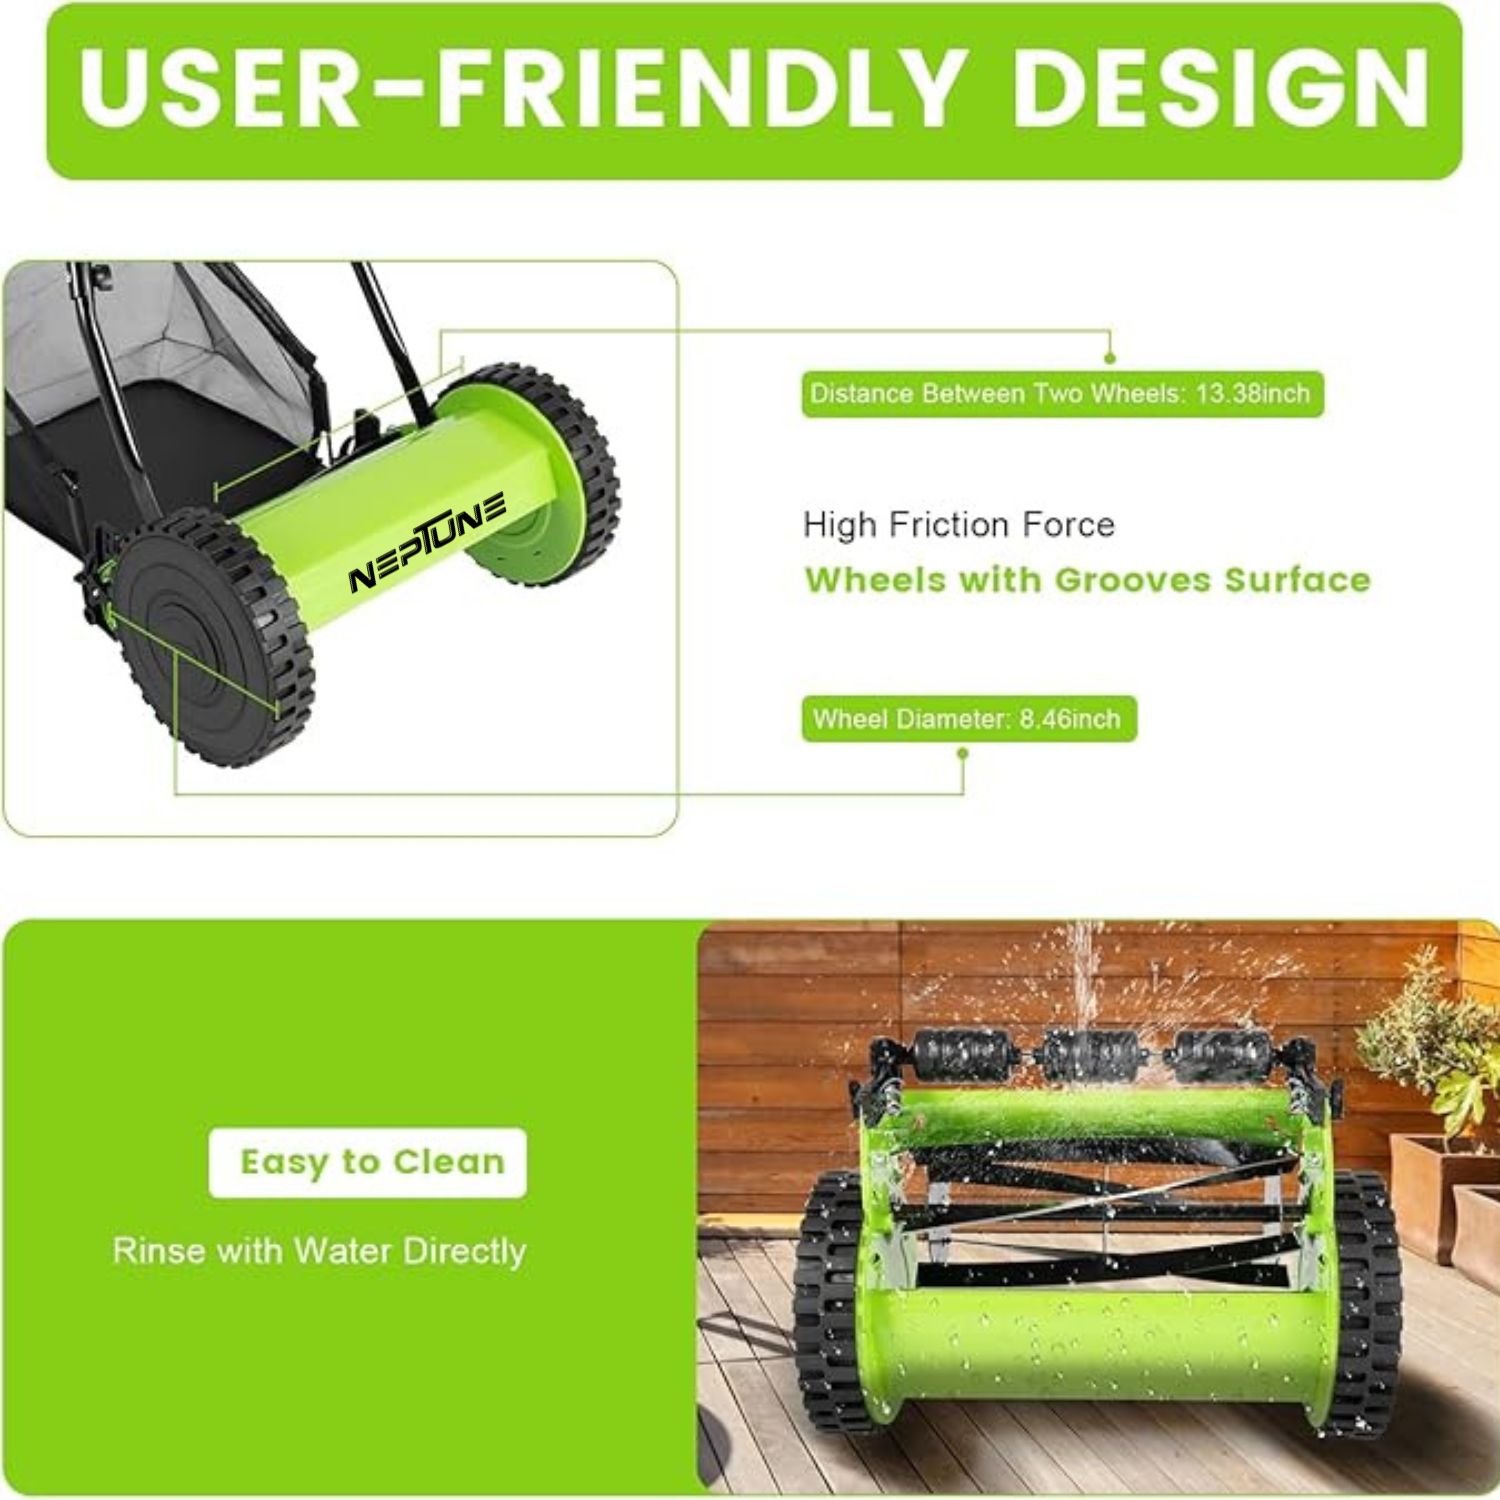 USER-FRIENDLY DESIGN
Distance Between Two Wheels: 13.38inch
NEPTUNE
High Friction Force
Wheels with Grooves Surface
Wheel Diameter: 8.46inch
Easy to Clean
Rinse with Water Directly